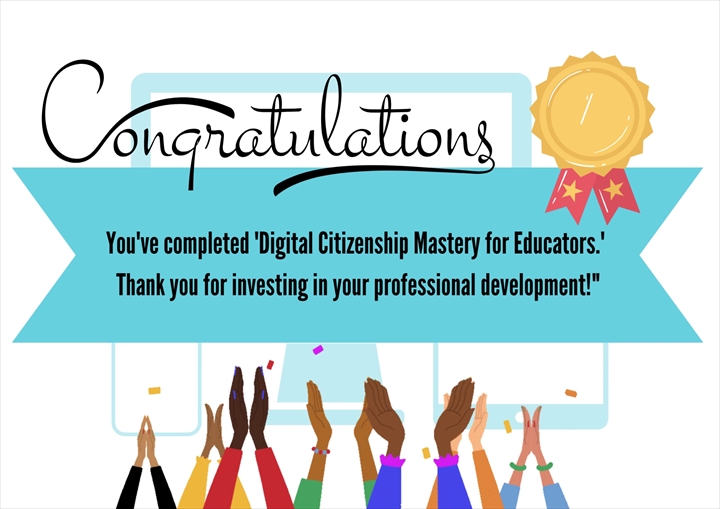 Congratulations
You've completed 'Digital Citizenship Mastery for Educators.'
Thank you for investing in your professional development!"